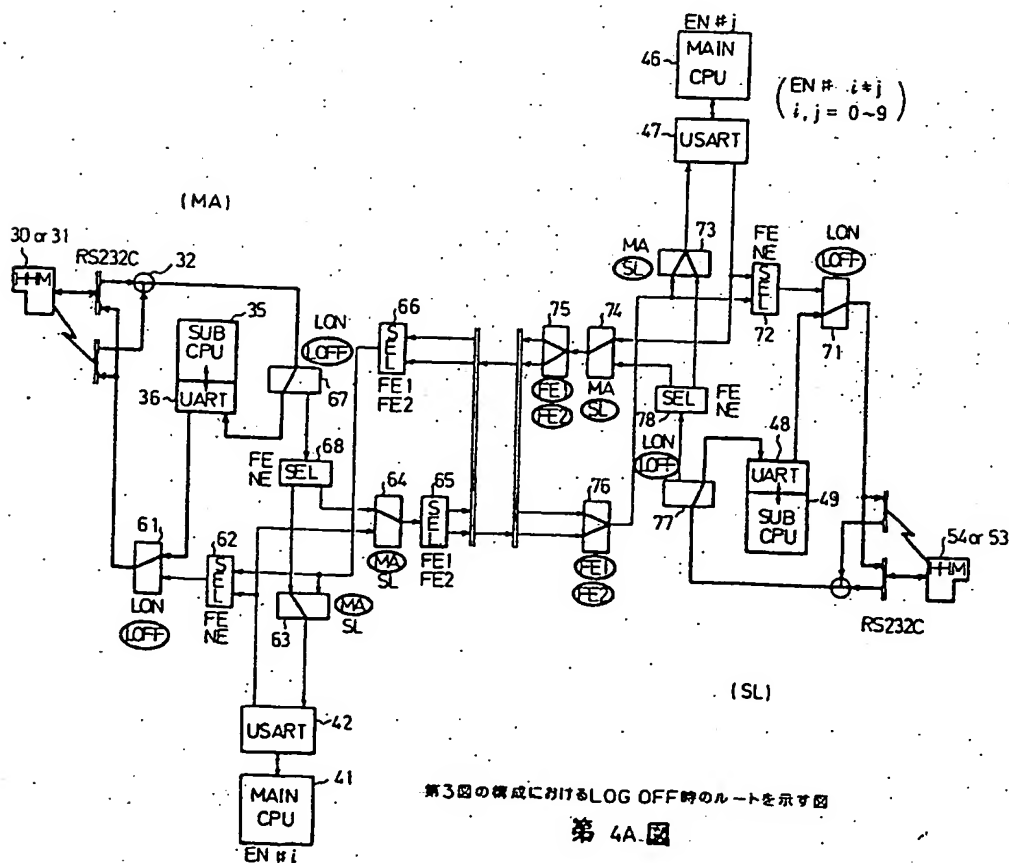 EN #j
46
MAIN
CPU
(EN# i≠j
i, j = 0~9)
47
USART
(MA)
30 or 31
RS232C
32
HHM
35
SUB
CPU
36
UART
LON
LOFF
67
66
SEL
FE1
FE2
75
FE1
FE2
74
MA
SL
MA
SL
73
FE
NE
SEL
72
LON
LOFF
71
FE
NE
SEL
68
64
MA
SL
65
SEL
FE1
FE2
76
FE1
FE2
SEL
78
FE
NE
LON
LOFF
77
48
UART
SUB
CPU
49
54 or 53
HHM
RS232C
61
LON
LOFF
62
SEL
FE
NE
63
MA
SL
(SL)
USART
42
MAIN
CPU
41
EN #i
第3図の構成におけるLOG OFF時のルートを示す図
第 4A 図